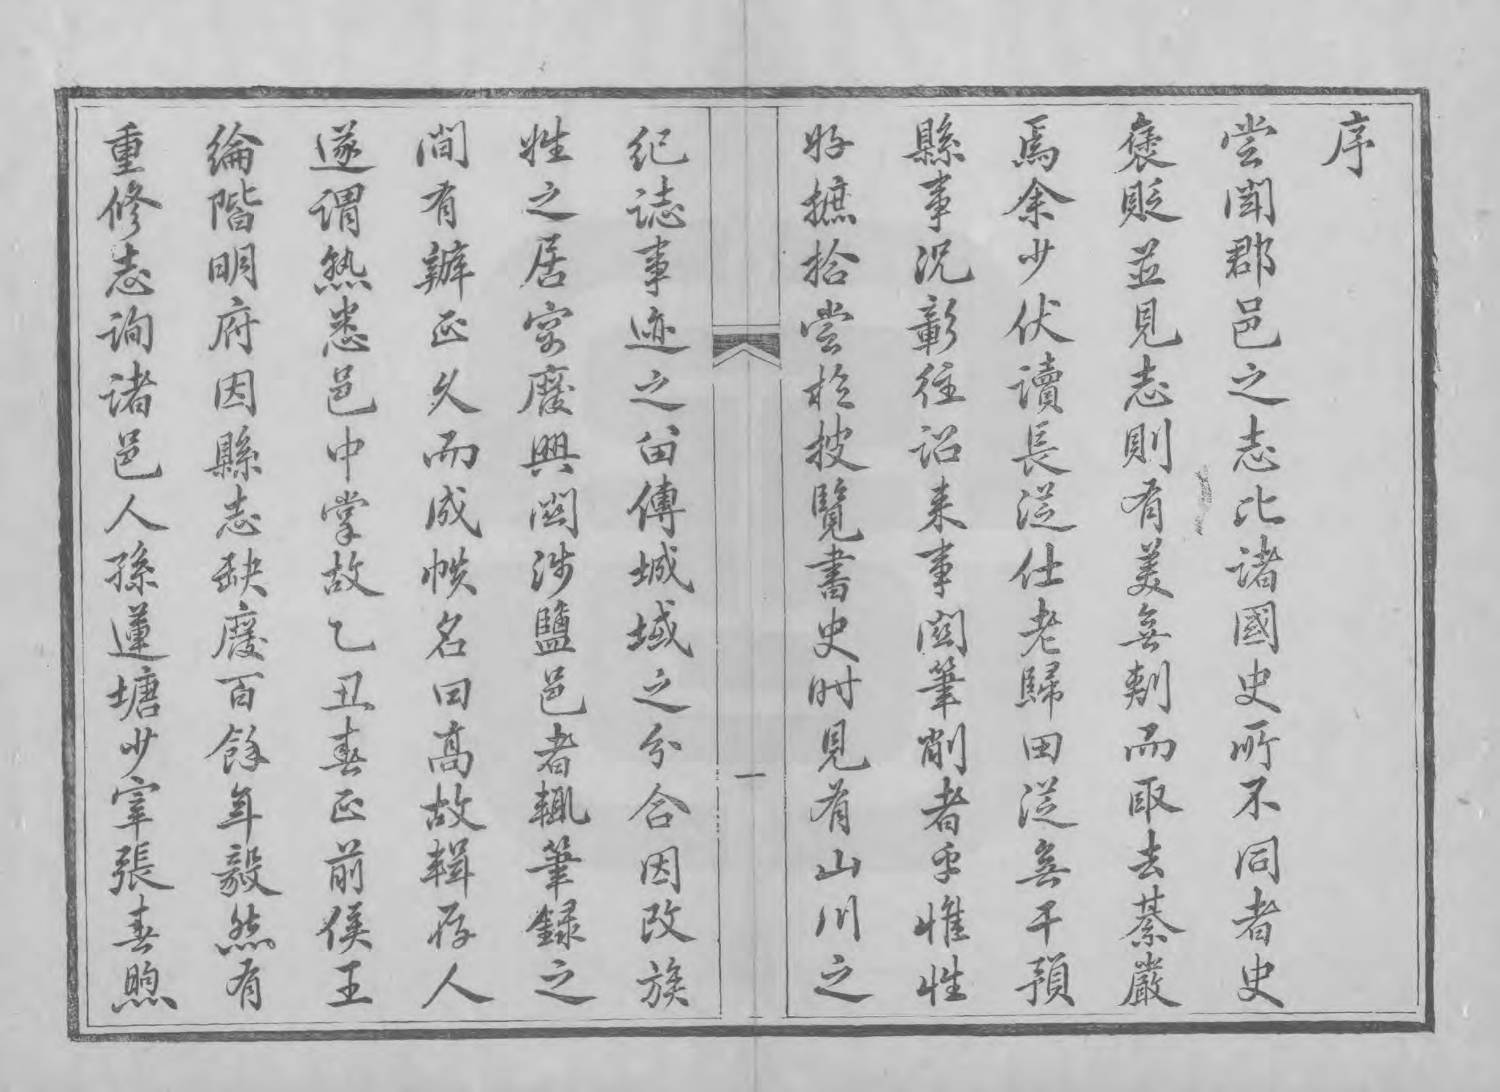 序
嘗聞郡邑之志比諸國史所不同者史
褒貶並見志則有美無刺而取去綦嚴
焉余少伏讀長從仕老歸田從無干預
縣事況彰往詔來事關筆削者乎惟性
好摭拾嘗於披覽書史時見有山川之
一
紀誌事迹之留傳城域之分合因改族
姓之居室廢興關涉鹽邑者輒筆錄之
間有辨正久而成帙名曰高故輯存人
遂謂熟悉邑中掌故乙丑春正前侯王
綸階明府因縣志缺廢百餘年毅然有
重修志詢諸邑人孫蓮塘少宰張春煦